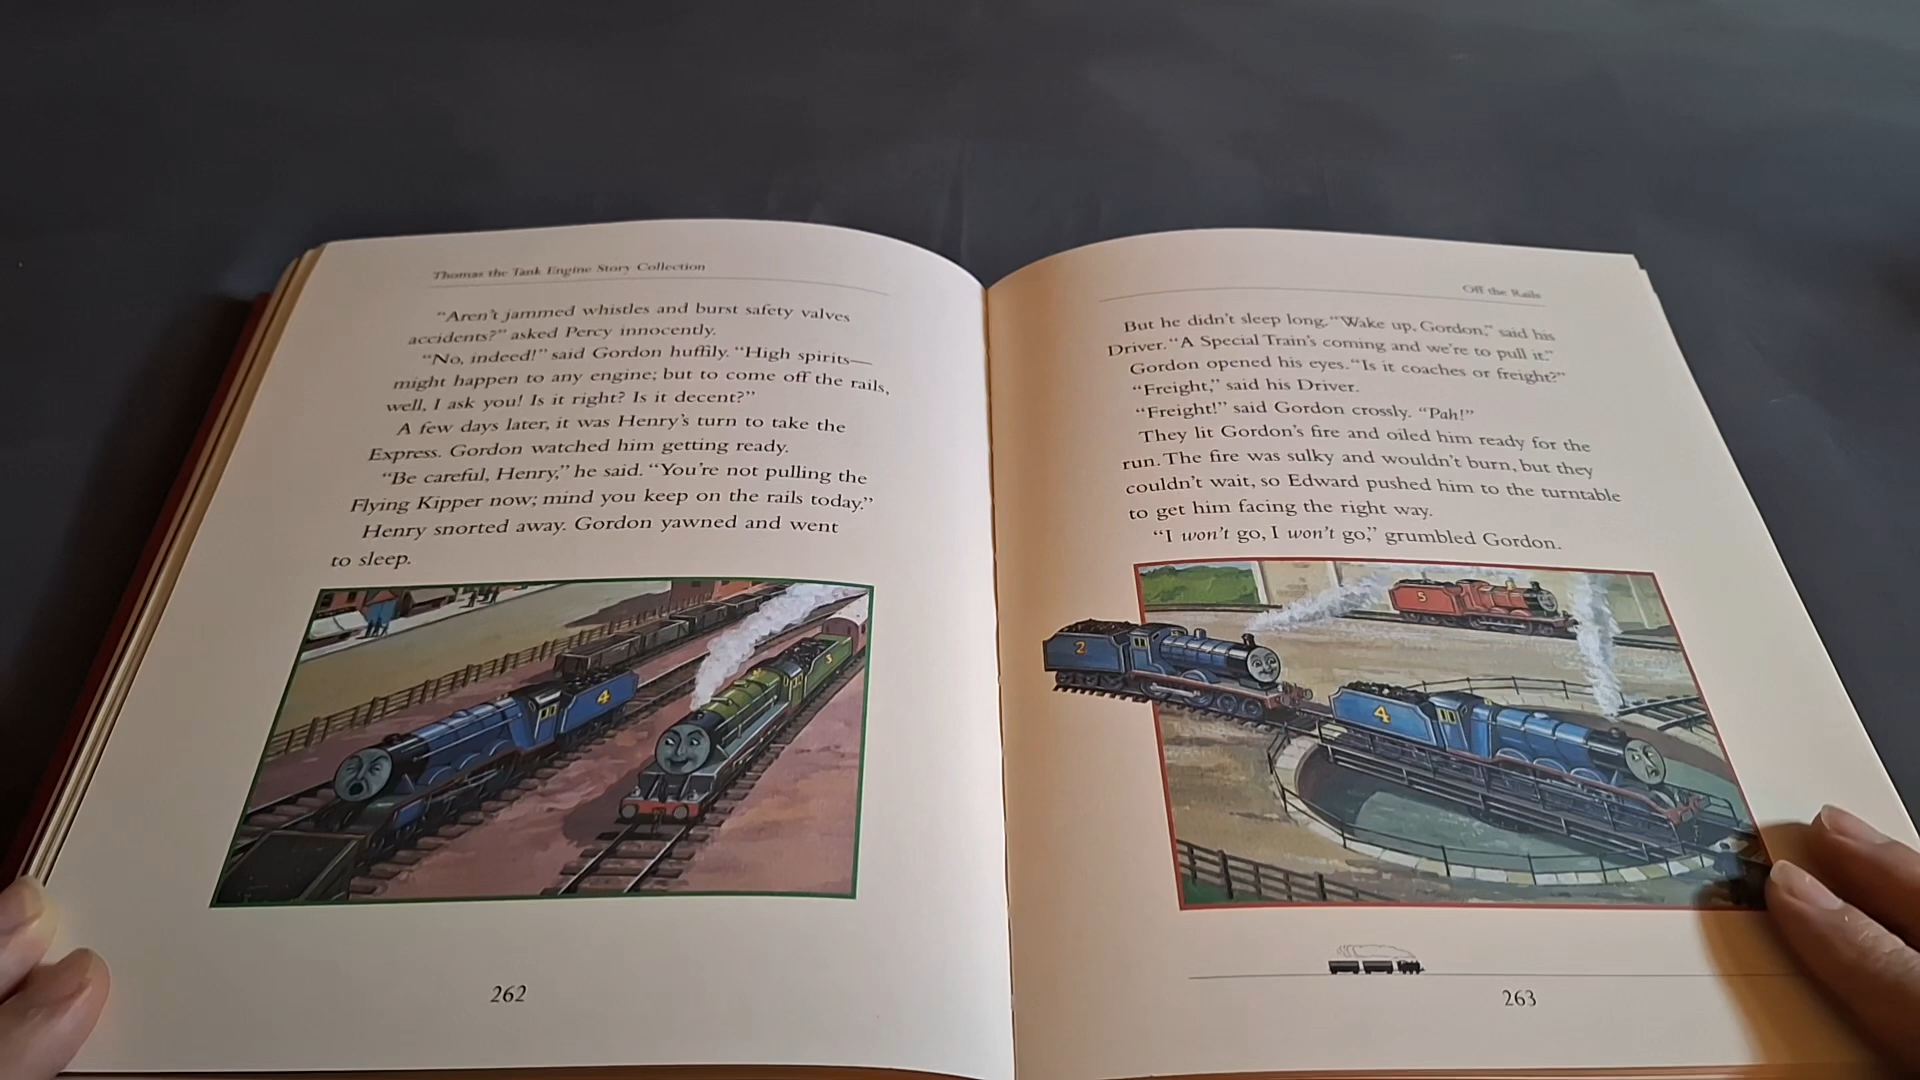 Thomas the Tank Engine Story Collection
“Aren’t jammed whistles and burst safety valves
accidents?” asked Percy innocently.
“No, indeed!” said Gordon huffily. “High spirits—
might happen to any engine; but to come off the rails,
well, I ask you! Is it right? Is it decent?”
A few days later, it was Henry’s turn to take the
Express. Gordon watched him getting ready.
“Be careful, Henry,” he said. “You’re not pulling the
Flying Kipper now; mind you keep on the rails today.”
Henry snorted away. Gordon yawned and went
to sleep.
4
3
262
Off the Rails
But he didn’t sleep long. “Wake up, Gordon,” said his
Driver. “A Special Train’s coming and we’re to pull it.”
Gordon opened his eyes. “Is it coaches or freight?”
“Freight,” said his Driver.
“Freight!” said Gordon crossly. “Pah!”
They lit Gordon’s fire and oiled him ready for the
run. The fire was sulky and wouldn’t burn, but they
couldn’t wait, so Edward pushed him to the turntable
to get him facing the right way.
“I won’t go, I won’t go,” grumbled Gordon.
5
2
4
263